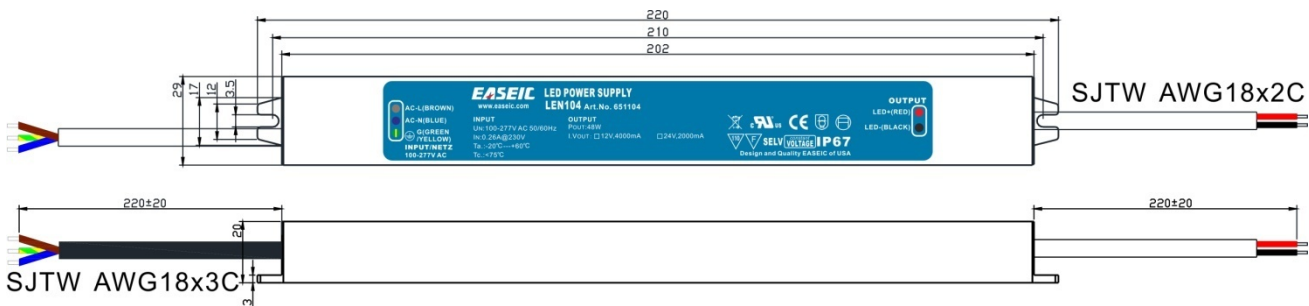 220
210
202
29
17
12
3.5
SJTW AWG18x2C
AC-L(BROWN)
AC-N(BLUE)
G(GREEN
/YELLOW)
INPUT/NETZ
100-277V AC
EASEIC
www.easeic.com
LED POWER SUPPLY
LEN104 Art.No. 651104
INPUT
UN:100-277V AC 50/60Hz
IN:0.26A@230V
Ta.:-20℃---+60℃
Tc.:<75℃
OUTPUT
POUT:48W
I.VOUT: □12V,4000mA □24V,2000mA
OUTPUT
LED+(RED)
LED-(BLACK)
c RU us CE
110 F SELV VOLTAGE IP67
Design and Quality EASEIC of USA
220±20
20
3
220±20
SJTW AWG18x3C